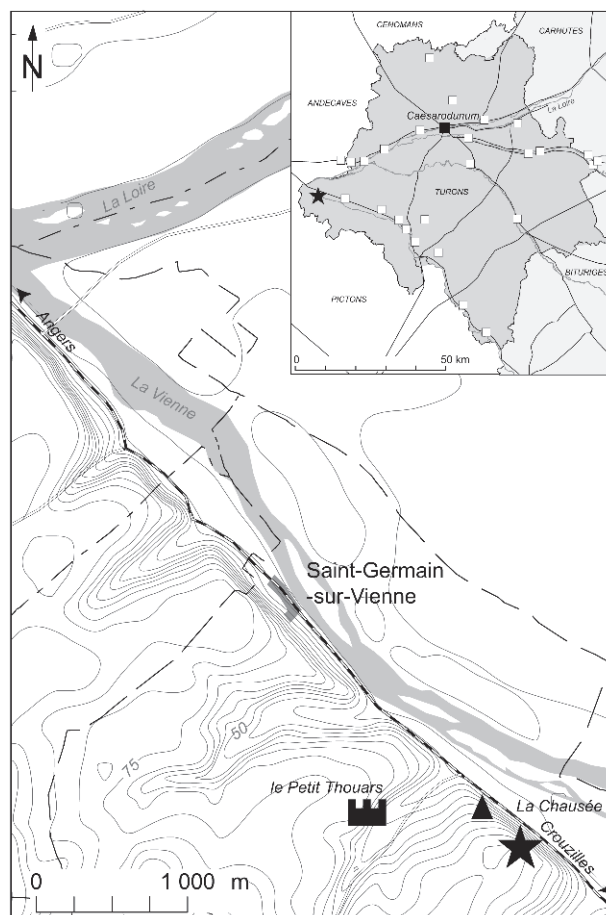 N
CENOMANS
CARNUTES
ANDECAVES
Caesarodunum
La Loire
TURONS
BITURIGES
PICTONS
0 50 km
La Loire
Angers
La Vienne
Saint-Germain
-sur-Vienne
50
75
le Petit Thouars
La Chausée
Crouzilles
0 1 000 m